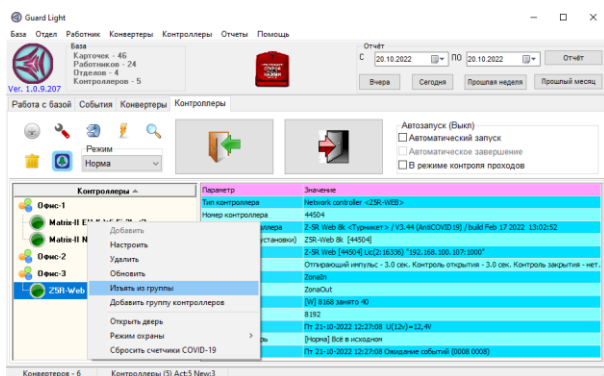 Guard Light
База Отдел Работник Конвертеры Контроллеры Отчеты Помощь
База
Карточек - 46
Работников - 24
Отделов - 4
Контроллеров - 5
Ver. 1.0.9.207
Отчёт
С 20.10.2022 ПО 20.10.2022 Отчёт
Вчера Сегодня Прошлая неделя Прошлый месяц
Работа с базой События Конвертеры Контроллеры
Режим
Норма
Автозапуск (Выкл)
Автоматический запуск
Автоматическое завершение
В режиме контроля проходов
Контроллеры Параметр Значение
Офис-1
Matrix-II
Matrix-II N
Офис-2
Офис-3
Z5R-Web
Добавить
Настроить
Удалить
Обновить
Изъять из группы
Добавить группу контроллеров
Открыть дверь
Режим охраны >
Сбросить счетчики COVID-19
Тип контроллера Network controller <Z5R-WEB>
Номер контроллера 44504
ллера Z-5R Web 8k <Турникет> / V3.44 (AntiCOVID19) / build Feb 17 2022 13:02:52
установки) Z5R-Web 8k [44504]
Z-5R Web [44504] Lic(2:16336) "192.168.100.107:1000"
Отпирающий импульс - 3.0 сек. Контроль открытия - 3.0 сек. Контроль закрытия - нет.
ZonaIn
ZonaOut
[W] 8168 занято 40
8192
Пт 21-10-2022 12:27:08 U(12v)=12,4V
[Норма] Всё в исходном
Пт 21-10-2022 12:27:08 Ожидание событий (0008 0008)
Конвертеров - 6 Контроллеры (5) Act:5 New:3